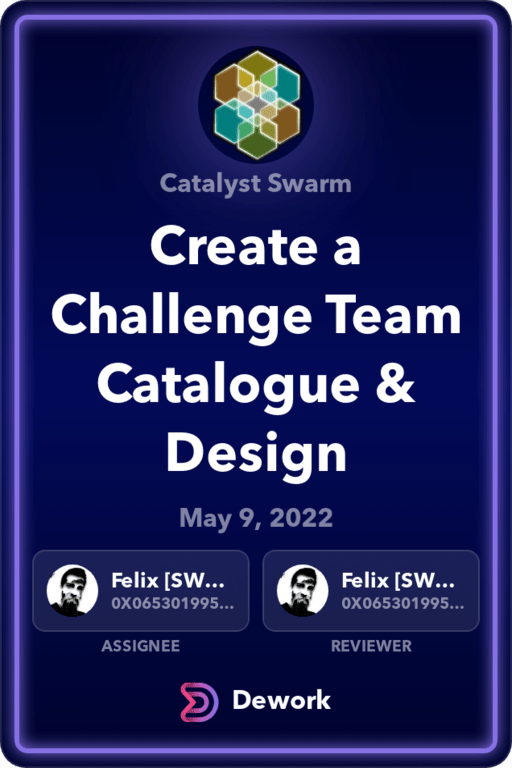 Catalyst Swarm
Create a
Challenge Team
Catalogue &
Design
May 9, 2022
Felix [SW... Felix [SW...
0X065301995... 0X065301995...
ASSIGNEE REVIEWER
Dework